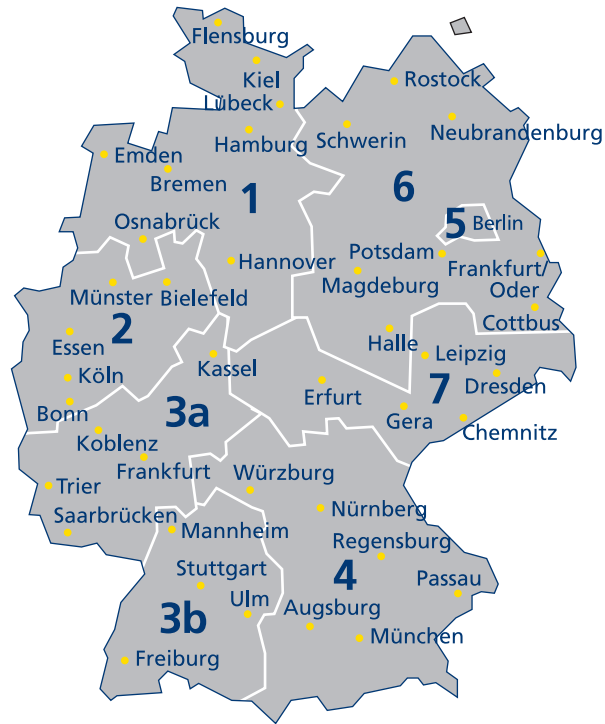 Flensburg
Kiel
Rostock
Lübeck
Hamburg
Schwerin
Neubrandenburg
Emden
Bremen
1
6
Osnabrück
5
Berlin
Hannover
Potsdam
Frankfurt/
Oder
Magdeburg
Münster
Bielefeld
2
Cottbus
Essen
Halle
Leipzig
Kassel
Köln
Erfurt
7
Dresden
Bonn
3a
Gera
Chemnitz
Koblenz
Frankfurt
Trier
Würzburg
Nürnberg
Saarbrücken
Mannheim
Regensburg
Stuttgart
4
Passau
Ulm
Augsburg
3b
München
Freiburg